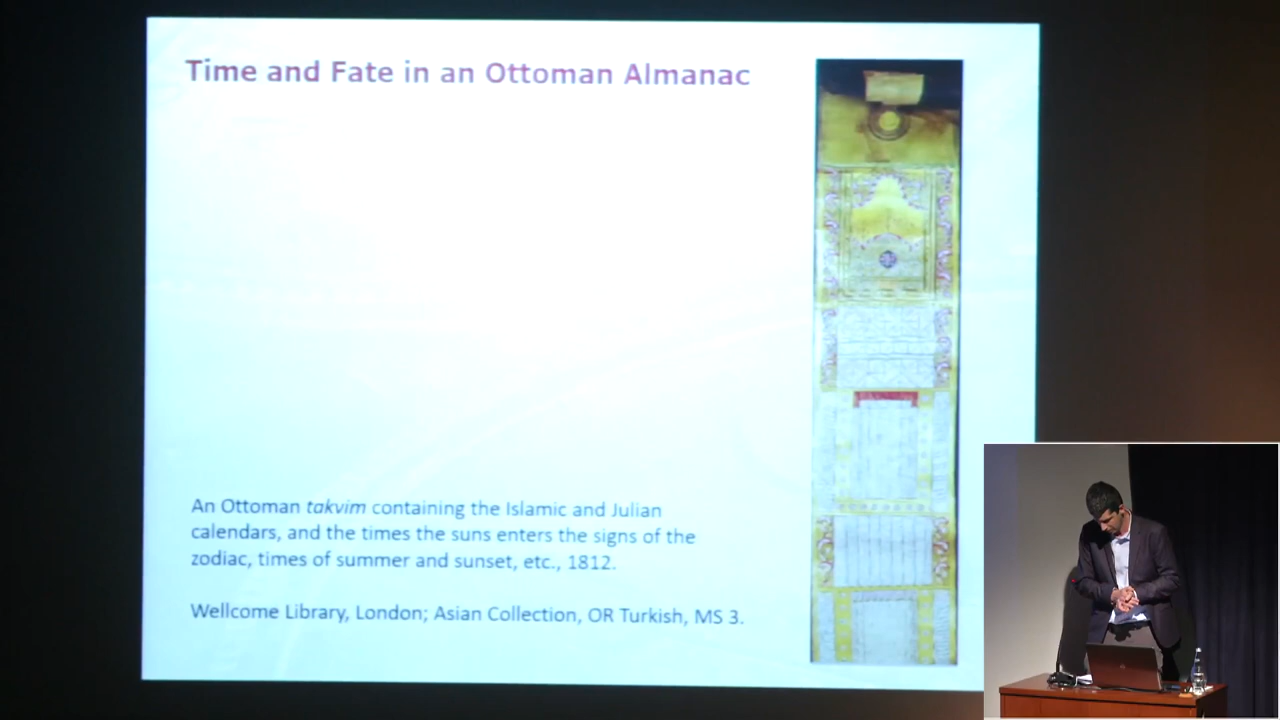 Time and Fate in an Ottoman Almanac
An Ottoman takvim containing the Islamic and Julian
calendars, and the times the suns enters the signs of the
zodiac, times of summer and sunset, etc., 1812.
Wellcome Library, London; Asian Collection, OR Turkish, MS 3.